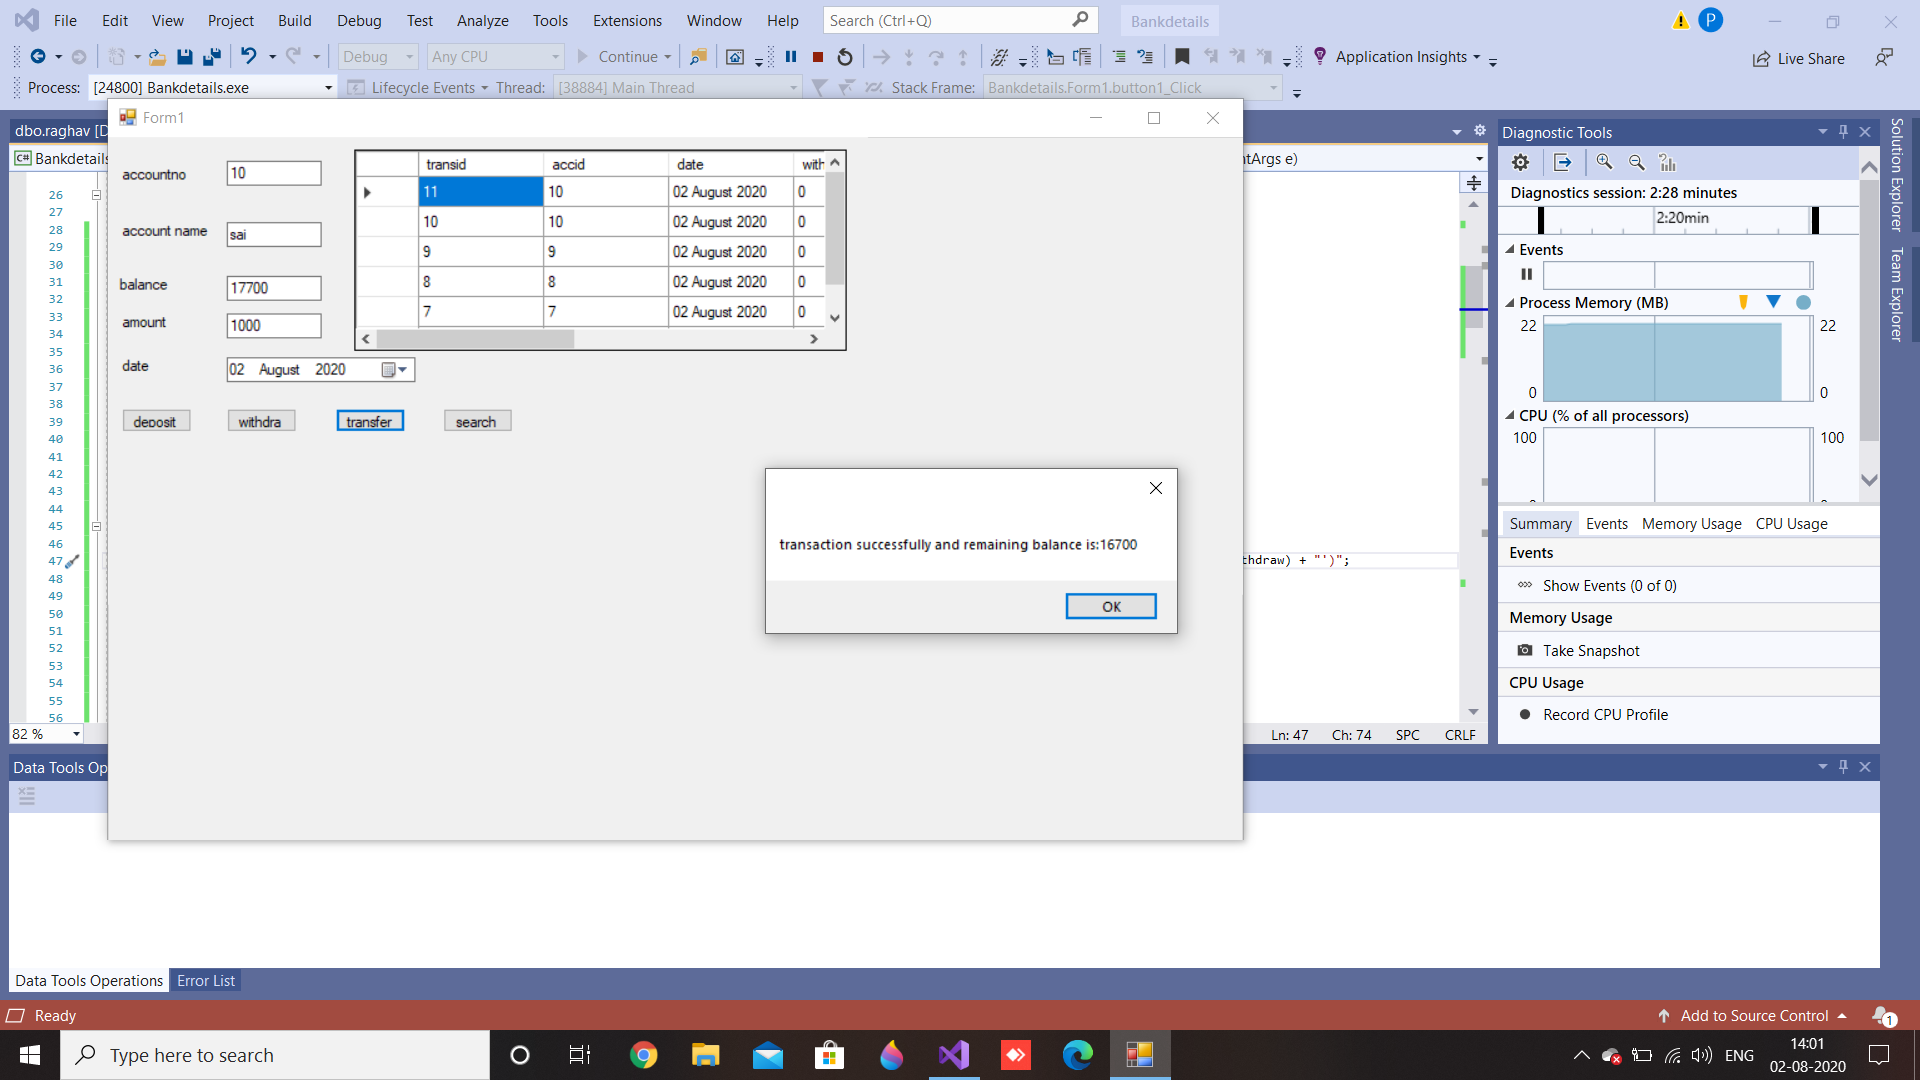 File Edit View Project Build Debug Test Analyze Tools Extensions Window Help Search (Ctrl+Q) Bankdetails P
Debug Any CPU Continue Application Insights Live Share
Process: [24800] Bankdetails.exe Lifecycle Events Thread: [38884] Main Thread Stack Frame: Bankdetails.Form1.button1_Click
dbo.raghav [D
C# Bankdetails
ntArgs e)
Form1
accountno 10
account name sai
balance 17700
amount 1000
date 02 August 2020
deposit withdra transfer search
transid accid date with
11 10 02 August 2020 0
10 10 02 August 2020 0
9 9 02 August 2020 0
8 8 02 August 2020 0
7 7 02 August 2020 0
transaction successfully and remaining balance is:16700
OK
26
27
28
29
30
31
32
33
34
35
36
37
38
39
40
41
42
43
44
45
46
47
48
49
50
51
52
53
54
55
56
thdraw) + "')";
82 %
Ln: 47 Ch: 74 SPC CRLF
Diagnostic Tools
Diagnostics session: 2:28 minutes
2:20min
Events
Process Memory (MB)
22 22
0 0
CPU (% of all processors)
100 100
Summary Events Memory Usage CPU Usage
Events
Show Events (0 of 0)
Memory Usage
Take Snapshot
CPU Usage
Record CPU Profile
Solution Explorer
Team Explorer
Data Tools Op
Data Tools Operations Error List
Ready
Add to Source Control 1
Type here to search
ENG
14:01
02-08-2020